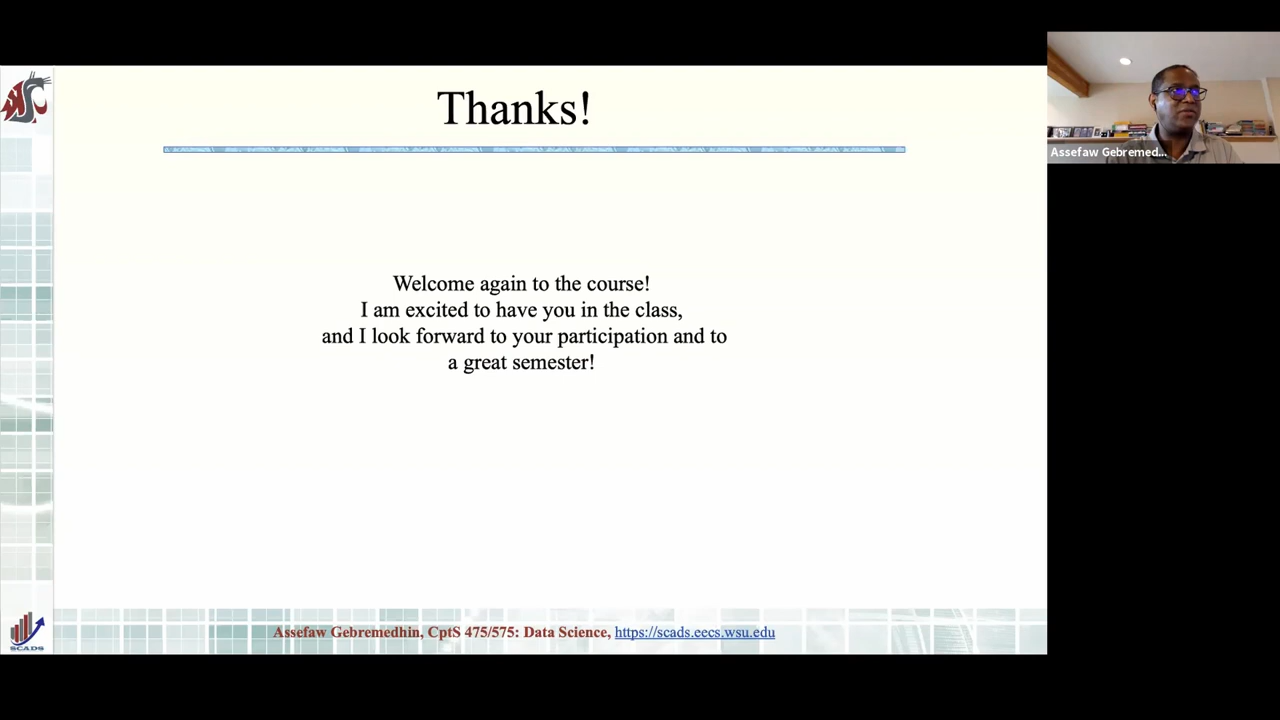 Thanks!
Welcome again to the course!
I am excited to have you in the class,
and I look forward to your participation and to
a great semester!
Assefaw Gebremedhin, CptS 475/575: Data Science, https://scads.eecs.wsu.edu
SCADS
Assefaw Gebremed...